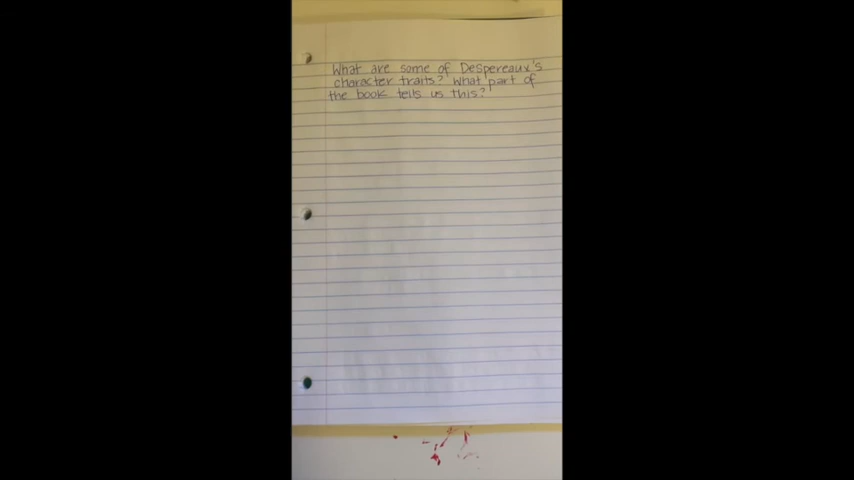 What are some of Despereaux's
character traits? What part of
the book tells us this?